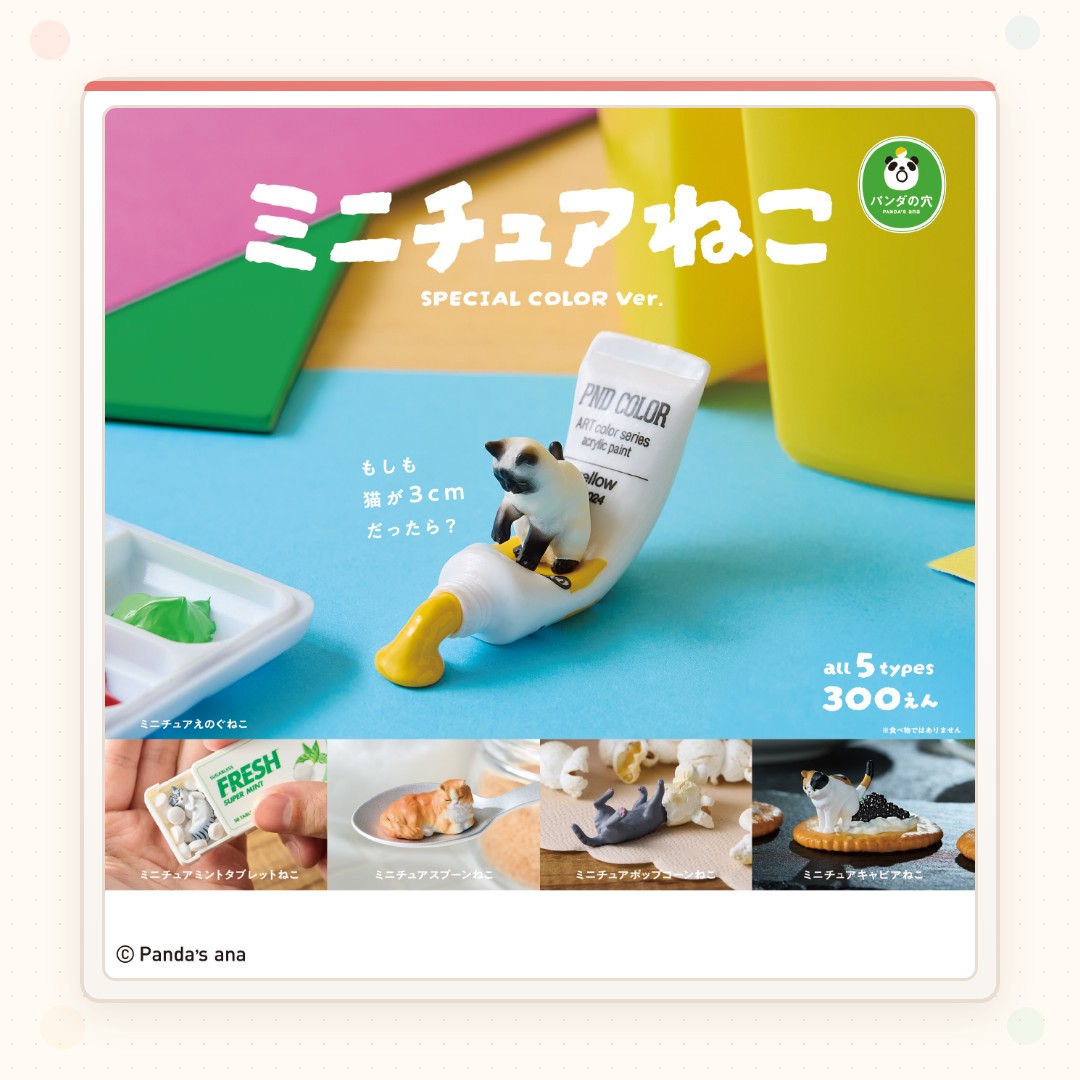 ミニチュアねこ
SPECIAL COLOR Ver.
パンダの穴
PANDA'S ana
PND COLOR
ART color series
acrylic paint
ellow
024
もしも
猫が3cm
だったら？
all 5 types
300えん
※食べ物ではありません
ミニチュアえのぐねこ
SUGARLESS
FRESH
SUPER MINT
ミニチュアミントタブレットねこ
ミニチュアスプーンねこ
ミニチュアポップコーンねこ
ミニチュアキャビアねこ
© Panda's ana